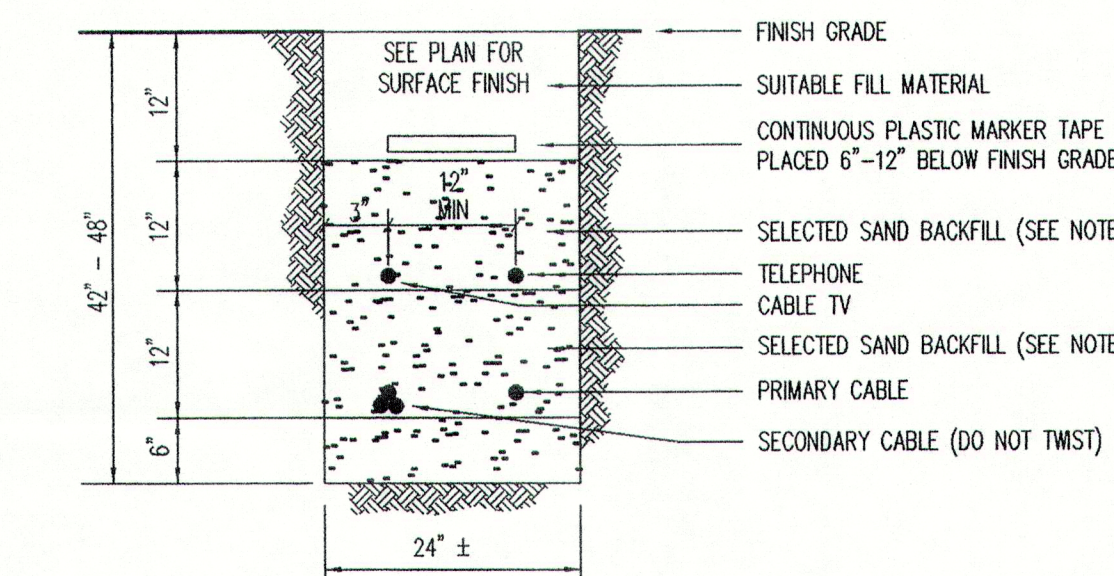 FINISH GRADE
SEE PLAN FOR
SURFACE FINISH
SUITABLE FILL MATERIAL
12"
CONTINUOUS PLASTIC MARKER TAPE
PLACED 6"-12" BELOW FINISH GRADE
12"
MIN
3"
12"
42" - 48"
SELECTED SAND BACKFILL (SEE NOTE
TELEPHONE
CABLE TV
12"
SELECTED SAND BACKFILL (SEE NOTE
PRIMARY CABLE
6"
SECONDARY CABLE (DO NOT TWIST)
24" ±